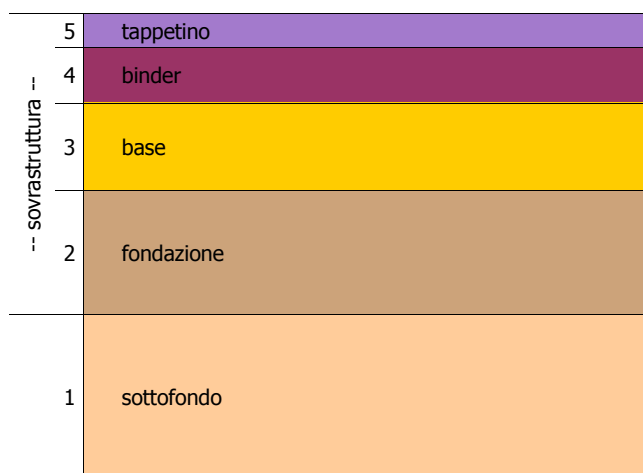 5 tappetino
4 binder
3 base
2 fondazione
1 sottofondo
-- sovrastruttura --